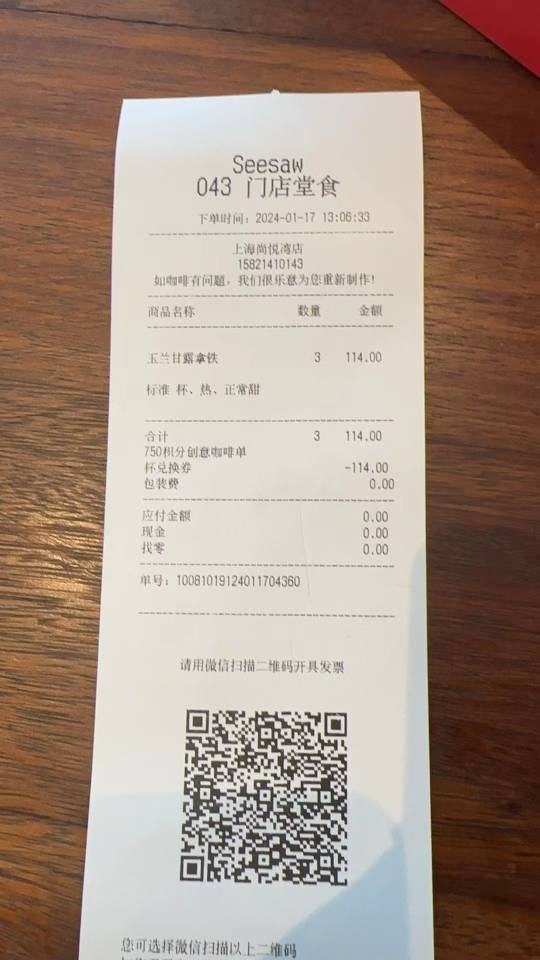 Seesaw
043 门店堂食
下单时间：2024-01-17 13:06:33
上海尚悦湾店
15821410143
如咖啡有问题，我们很乐意为您重新制作！
商品名称 数量 金额
玉兰甘露拿铁 3 114.00
标准 杯、热、正常甜
合计 3 114.00
750积分创意咖啡单
杯兑换券 -114.00
包装费 0.00
应付金额 0.00
现金 0.00
找零 0.00
单号：10081019124011704360
请用微信扫描二维码开具发票
您可选择微信扫描以上二维码